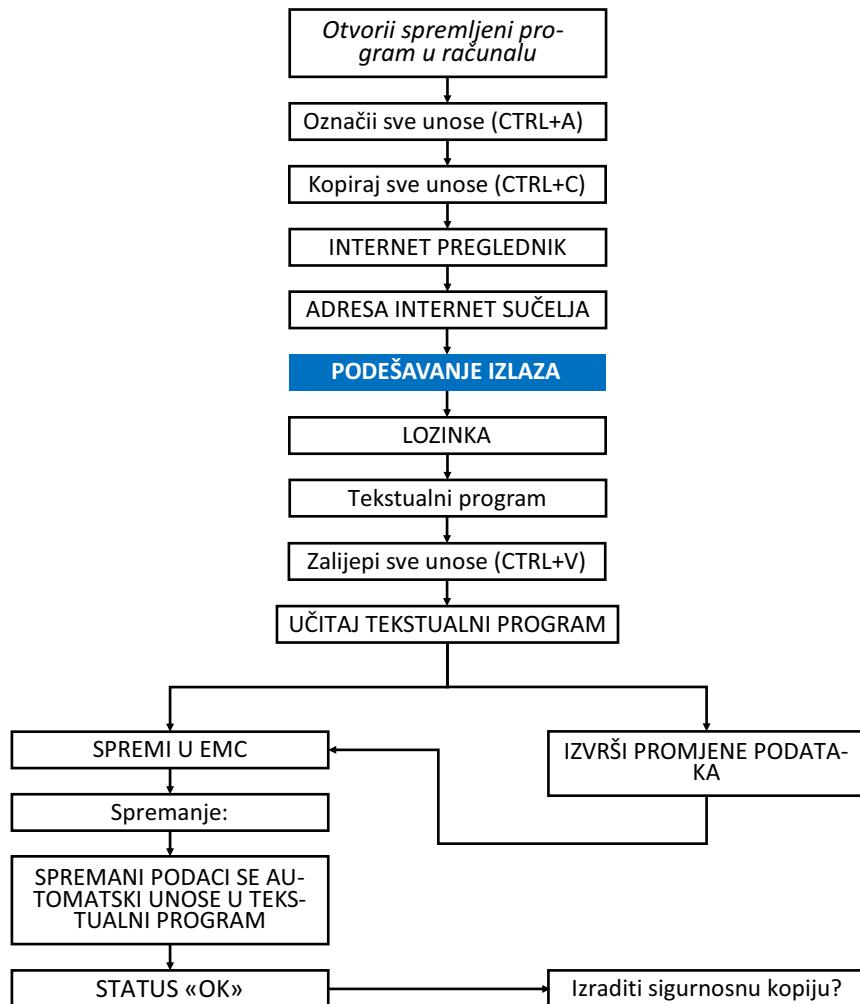 Otvorii spremljeni pro-
gram u računalu
Označii sve unose (CTRL+A)
Kopiraj sve unose (CTRL+C)
INTERNET PREGLEDNIK
ADRESA INTERNET SUČELJA
PODEŠAVANJE IZLAZA
LOZINKA
Tekstualni program
Zalijepi sve unose (CTRL+V)
UČITAJ TEKSTUALNI PROGRAM
SPREMI U EMC
IZVRŠI PROMJENE PODATA-
KA
Spremanje:
SPREMANI PODACI SE AU-
TOMATSKI UNOSE U TEKS-
TUALNI PROGRAM
STATUS «OK»
Izraditi sigurnosnu kopiju?